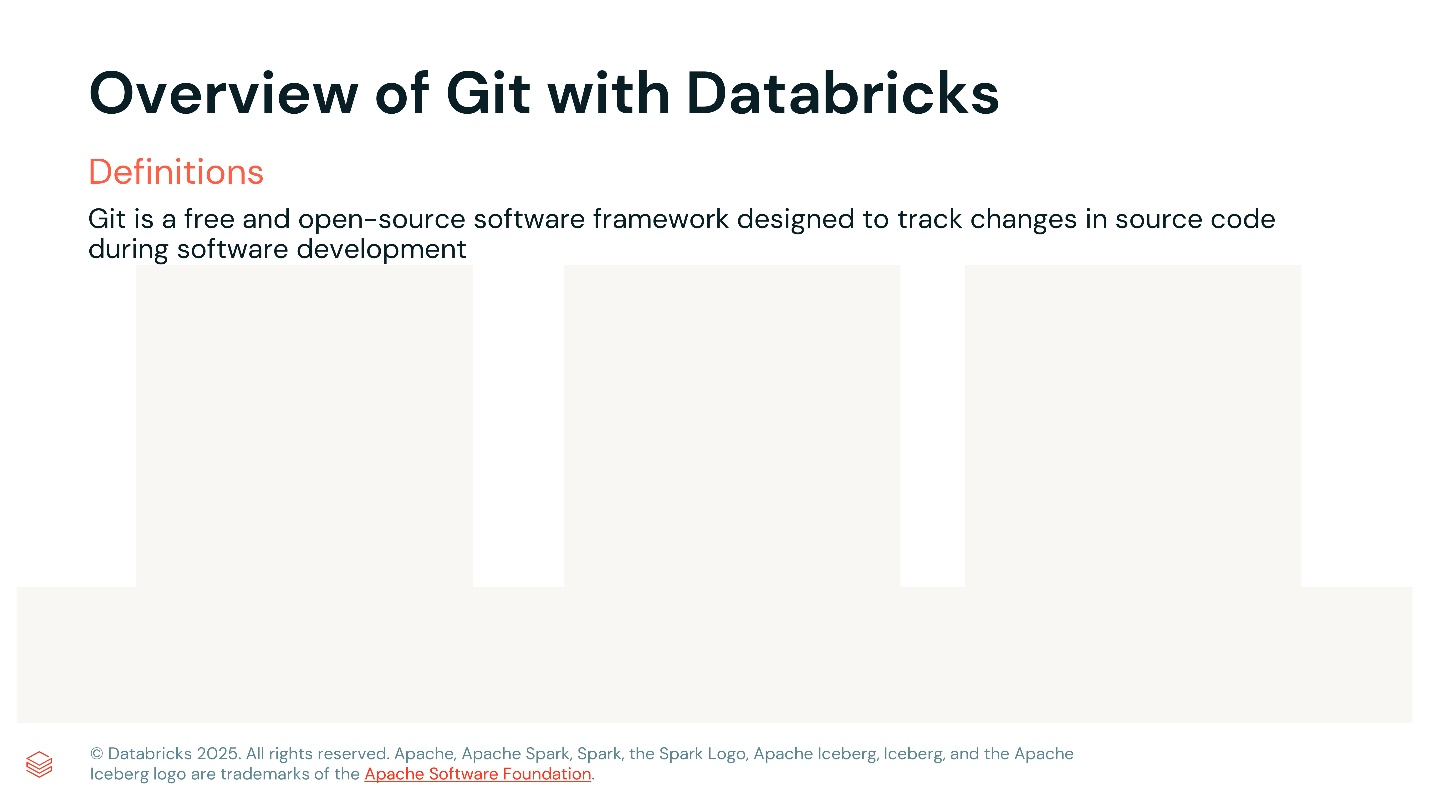 Overview of Git with Databricks
Definitions
Git is a free and open-source software framework designed to track changes in source code
during software development
© Databricks 2025. All rights reserved. Apache, Apache Spark, Spark, the Spark Logo, Apache Iceberg, Iceberg, and the Apache
Iceberg logo are trademarks of the Apache Software Foundation.